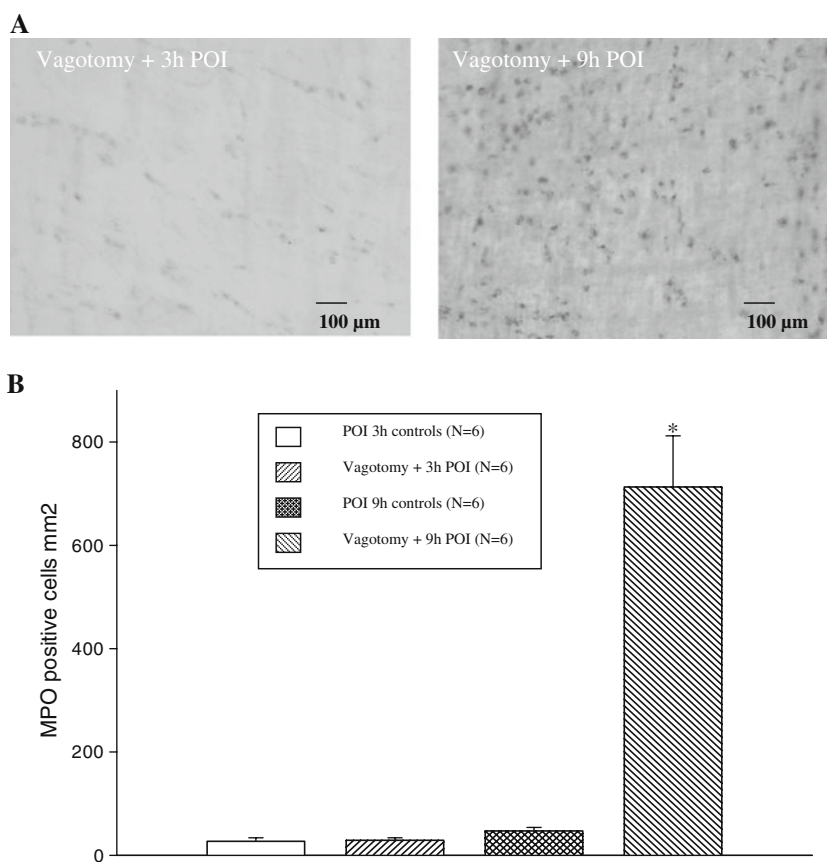 A
Vagotomy + 3h POI
Vagotomy + 9h POI
100 µm
100 µm
B
MPO positive cells mm2
800
600
400
200
0
POI 3h controls (N=6)
Vagotomy + 3h POI (N=6)
POI 9h controls (N=6)
Vagotomy + 9h POI (N=6)
*